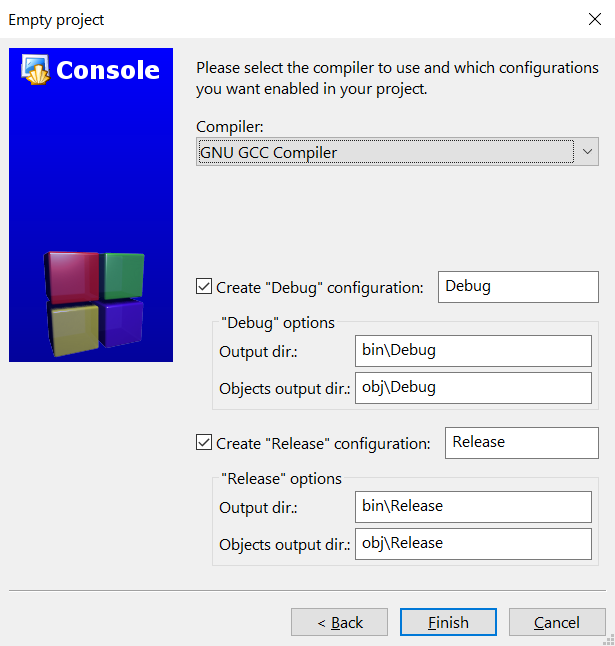 Empty project
Console
Please select the compiler to use and which configurations
you want enabled in your project.
Compiler:
GNU GCC Compiler
Create "Debug" configuration: Debug
"Debug" options
Output dir.: bin\Debug
Objects output dir.: obj\Debug
Create "Release" configuration: Release
"Release" options
Output dir.: bin\Release
Objects output dir.: obj\Release
< Back Finish Cancel